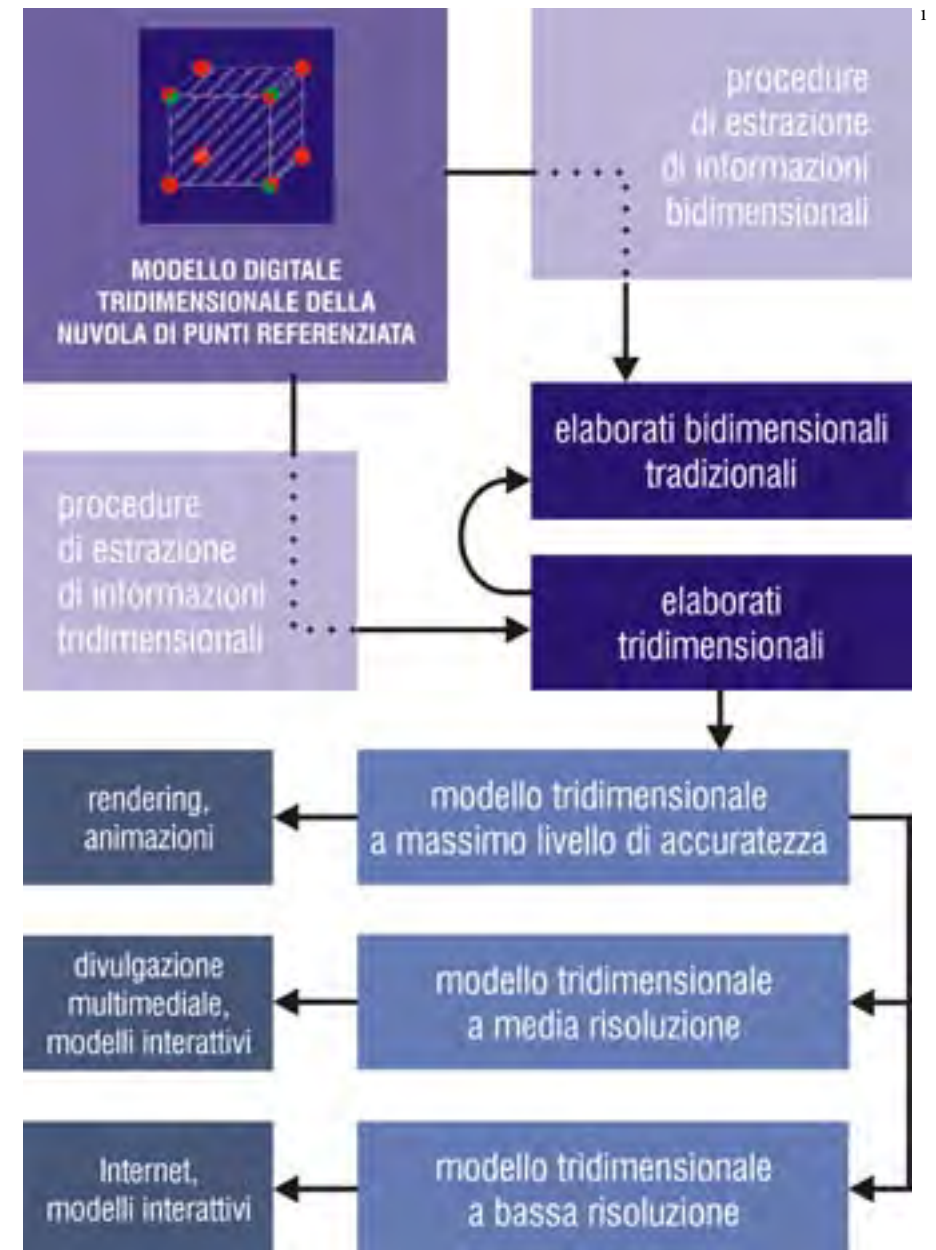 1
MODELLO DIGITALE
TRIDIMENSIONALE DELLA
NUVOLA DI PUNTI REFERENZIATA
procedure
di estrazione
di informazioni
bidimensionali
elaborati bidimensionali
tradizionali
procedure
di estrazione
di informazioni
tridimensionali
elaborati
tridimensionali
modello tridimensionale
a massimo livello di accuratezza
rendering,
animazioni
modello tridimensionale
a media risoluzione
divulgazione
multimediale,
modelli interattivi
modello tridimensionale
a bassa risoluzione
Internet,
modelli interattivi